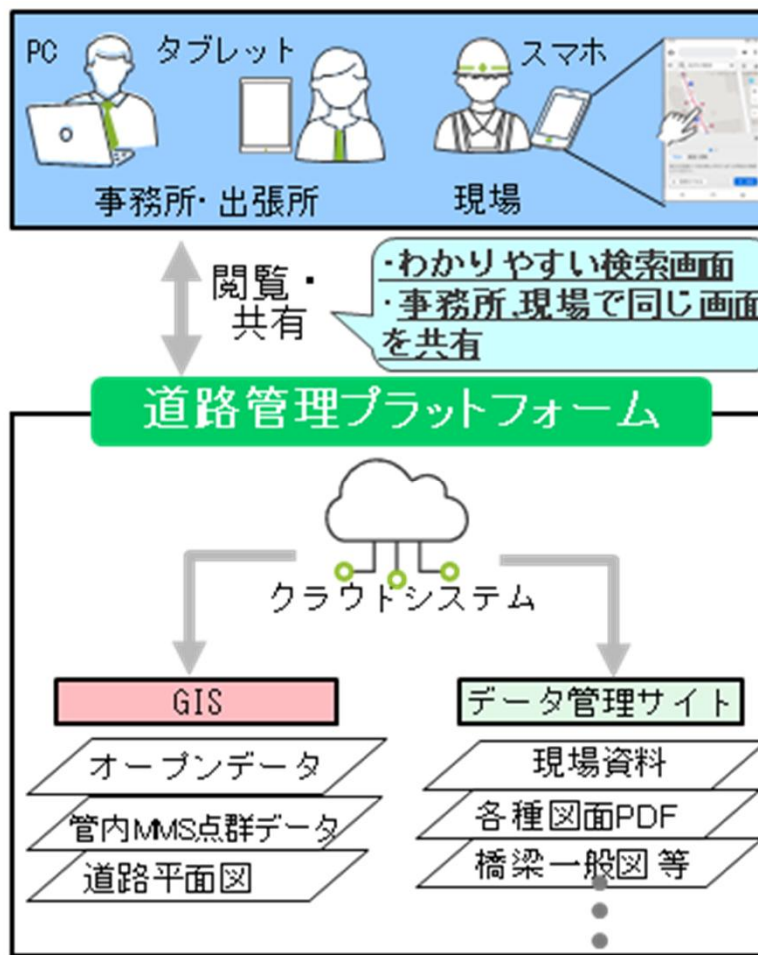 PC
タブレット
スマホ
事務所・出張所
現場
閲覧・
共有
・わかりやすい検索画面
・事務所、現場で同じ画面
を共有
道路管理プラットフォーム
クラウドシステム
GIS
データ管理サイト
オープンデータ
現場資料
管内MMS点群データ
各種図面PDF
道路平面図
橋梁一般図等